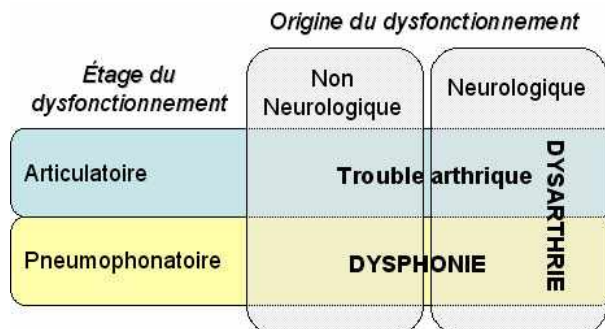 Origine du dysfonctionnement
Étage du
dysfonctionnement
Non
Neurologique
Neurologique
Articulatoire
Trouble arthrique
DYSARTHRIE
Pneumophonatoire
DYSPHONIE